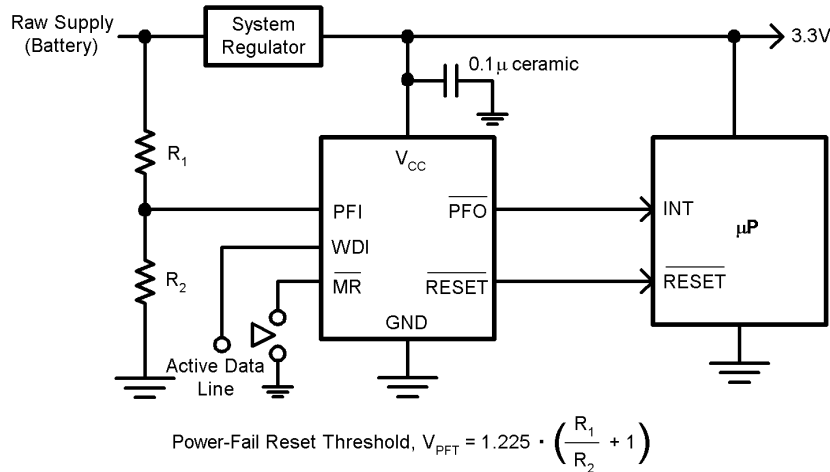 Raw Supply
(Battery)
System
Regulator
3.3V
0.1μ ceramic
R1
VCC
PFI
PFO
INT
μP
WDI
R2
MR
RESET
RESET
GND
Active Data
Line
Power-Fail Reset Threshold, VPFT = 1.225 · (R1/R2 + 1)